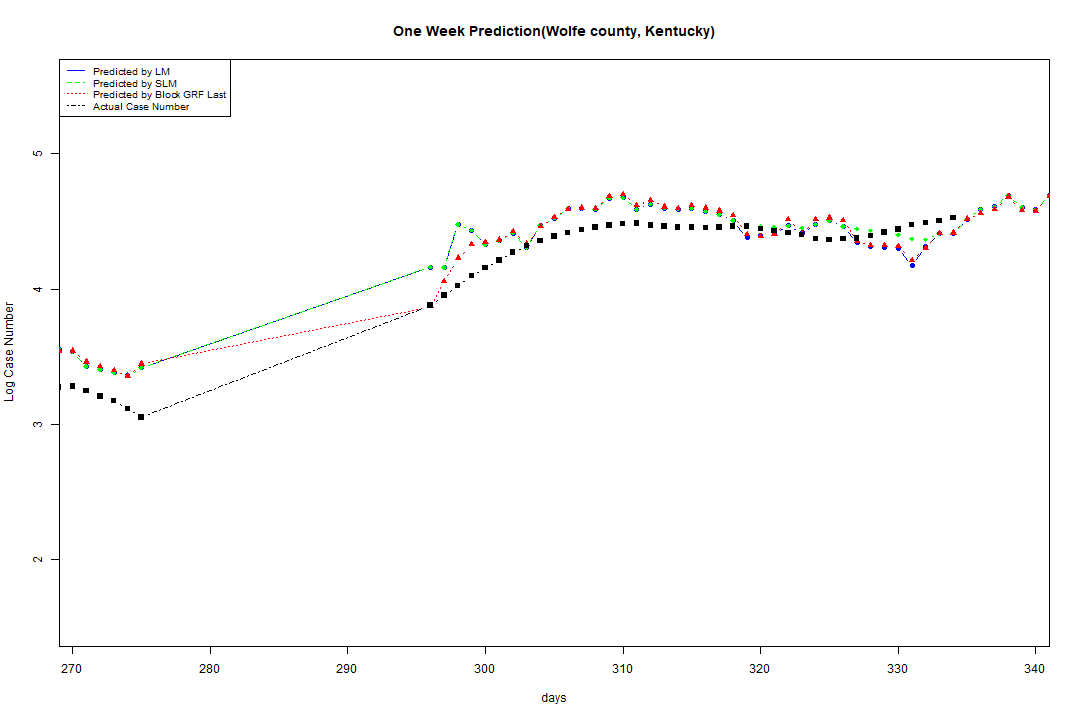 One Week Prediction(Wolfe county, Kentucky)
Predicted by LM
Predicted by SLM
Predicted by Block GRF Last
Actual Case Number
5
4
3
2
Log Case Number
270 280 290 300 310 320 330 340
days